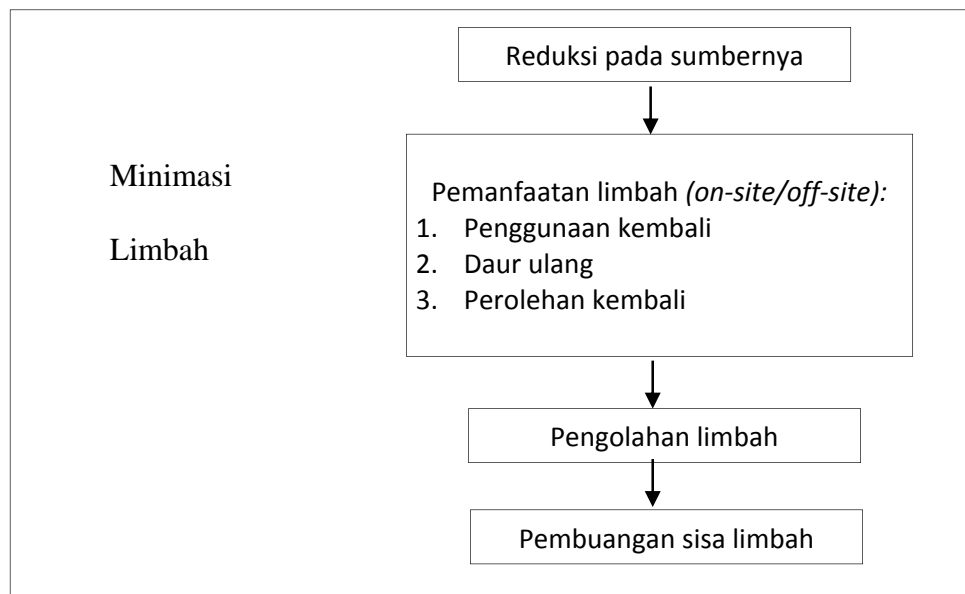 Reduksi pada sumbernya
Minimasi
Limbah
Pemanfaatan limbah (on-site/off-site):
1. Penggunaan kembali
2. Daur ulang
3. Perolehan kembali
Pengolahan limbah
Pembuangan sisa limbah